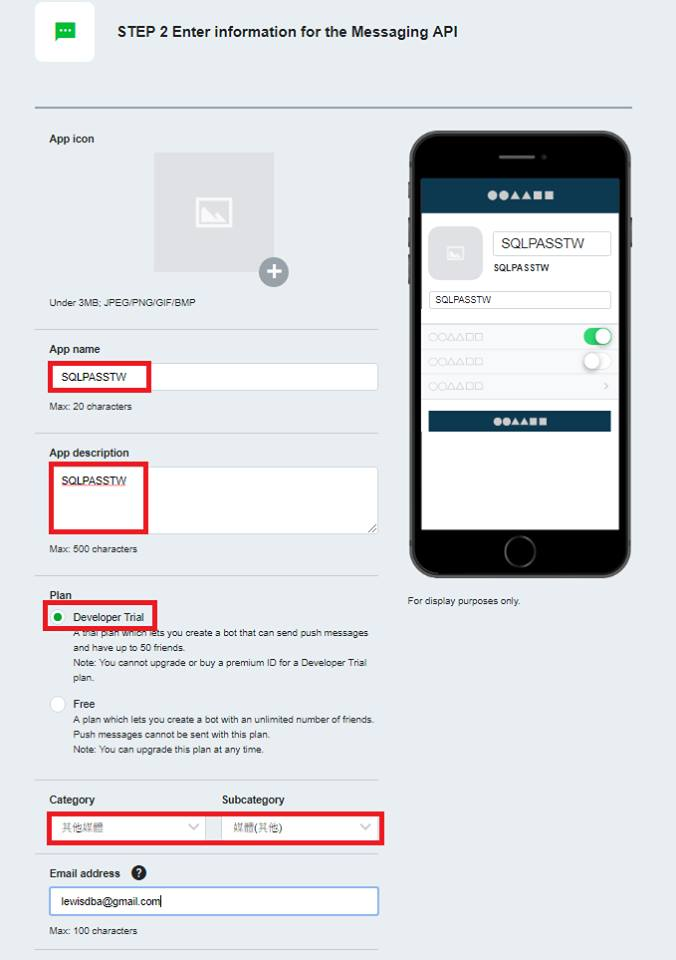 STEP 2 Enter information for the Messaging API
App icon
Under 3MB; JPEG/PNG/GIF/BMP
App name
SQLPASSTW
Max: 20 characters
App description
SQLPASSTW
Max: 500 characters
Plan
Developer Trial
A trial plan which lets you create a bot that can send push messages
and have up to 50 friends.
Note: You cannot upgrade or buy a premium ID for a Developer Trial
plan.
Free
A plan which lets you create a bot with an unlimited number of friends.
Push messages cannot be sent with this plan.
Note: You can upgrade this plan at any time.
Category Subcategory
其他媒體 媒體(其他)
Email address ?
lewisdba@gmail.com
Max: 100 characters
SQLPASSTW
SQLPASSTW
SQLPASSTW
For display purposes only.